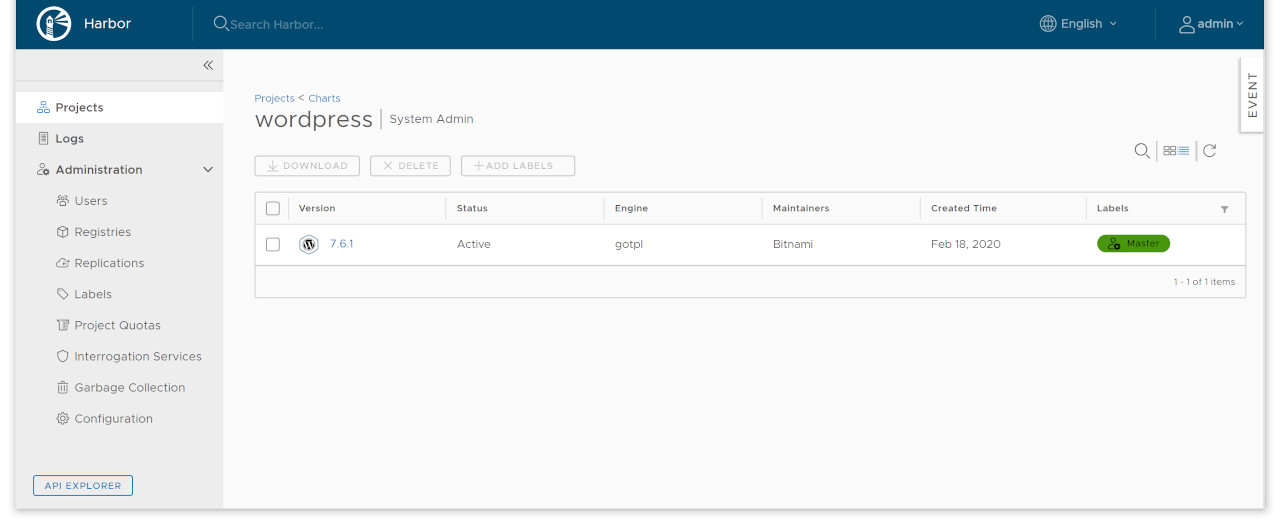 Harbor
Search Harbor...
English
admin
EVENT
Projects
Logs
Administration
Users
Registries
Replications
Labels
Project Quotas
Interrogation Services
Garbage Collection
Configuration
API EXPLORER
Projects < Charts
wordpress | System Admin
DOWNLOAD DELETE ADD LABELS
Version Status Engine Maintainers Created Time Labels
7.6.1 Active gotpl Bitnami Feb 18, 2020 Master
1 - 1 of 1 items